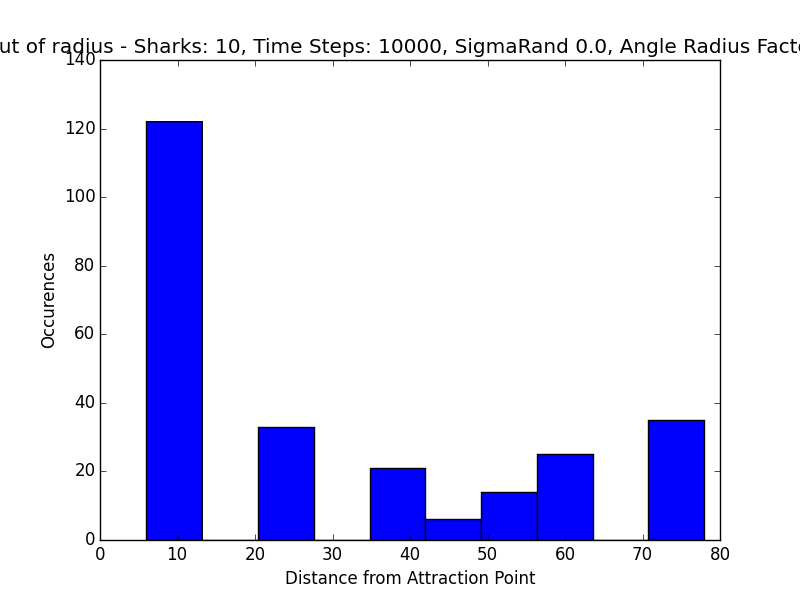 ut of radius - Sharks: 10, Time Steps: 10000, SigmaRand 0.0, Angle Radius Facto
140
120
100
80
60
40
20
0
Occurences
0 10 20 30 40 50 60 70 80
Distance from Attraction Point